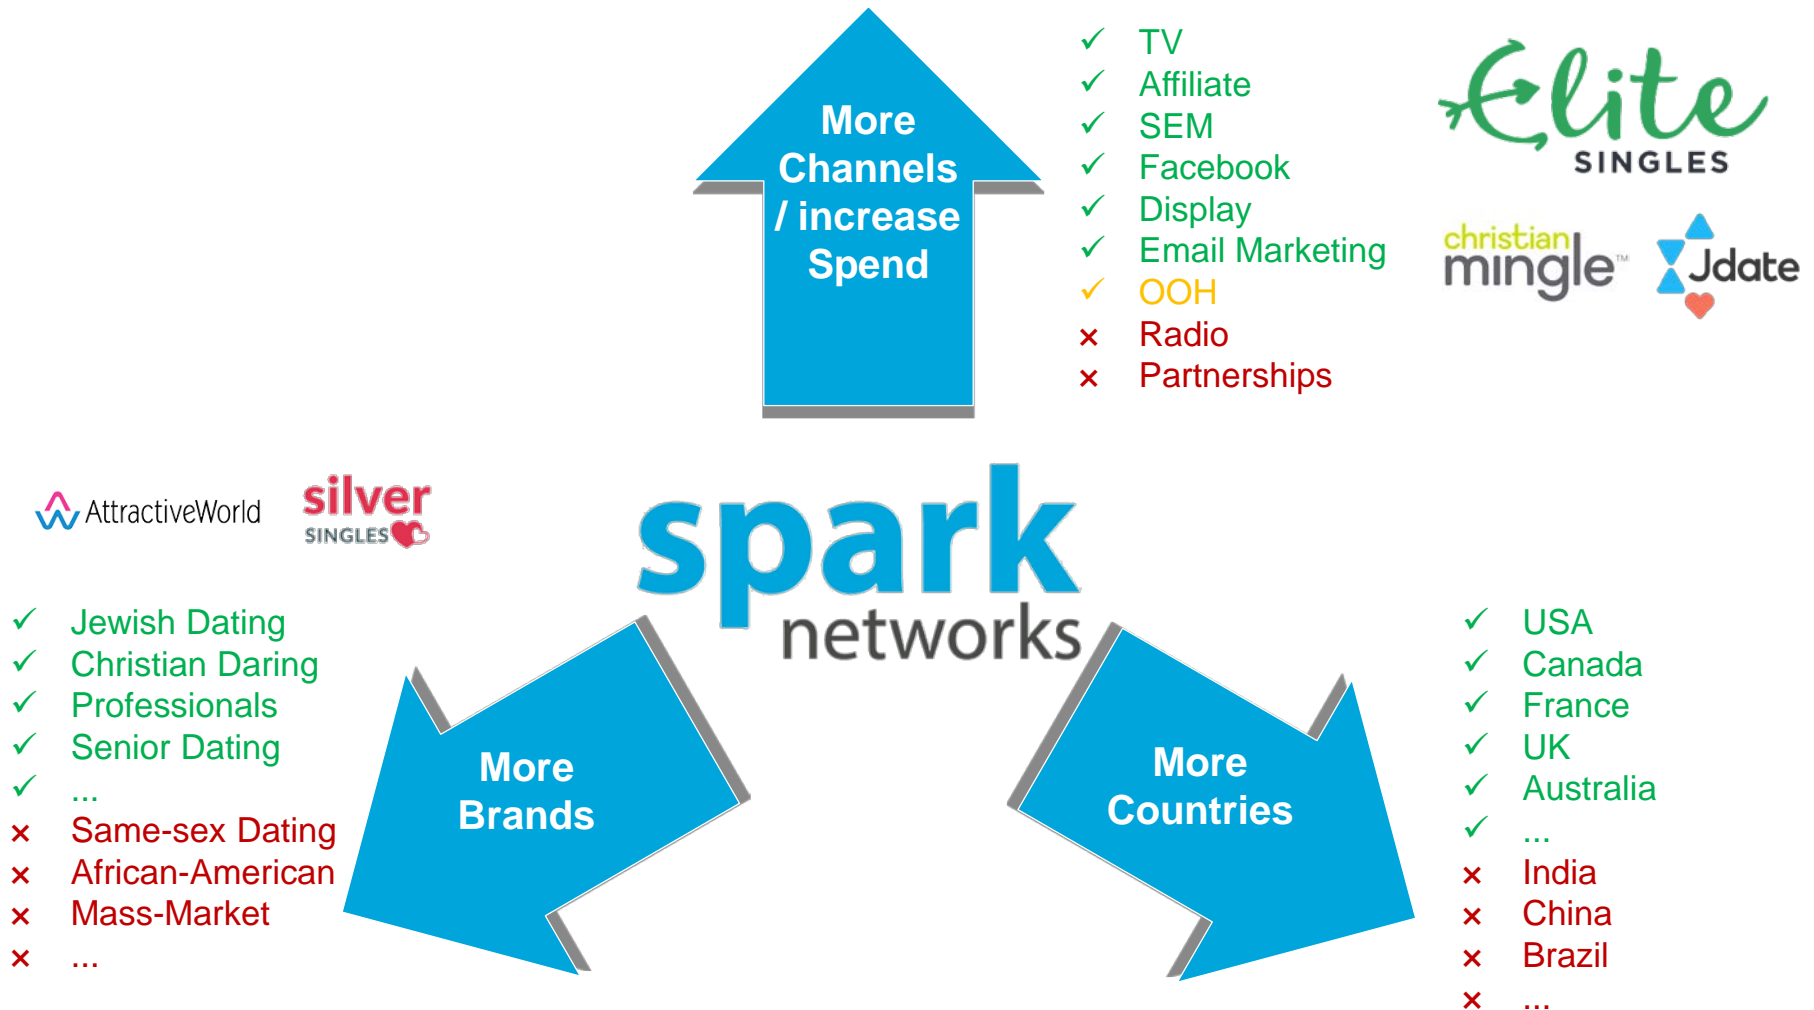 More
Channels
/ increase
Spend
✓ TV
✓ Affiliate
✓ SEM
✓ Facebook
✓ Display
✓ Email Marketing
✓ OOH
× Radio
× Partnerships
Elite
SINGLES
christian
mingle™
Jdate
AttractiveWorld
silver
SINGLES
spark
networks
✓ Jewish Dating
✓ Christian Daring
✓ Professionals
✓ Senior Dating
✓ ...
× Same-sex Dating
× African-American
× Mass-Market
× ...
More
Brands
More
Countries
✓ USA
✓ Canada
✓ France
✓ UK
✓ Australia
✓ ...
× India
× China
× Brazil
× ...